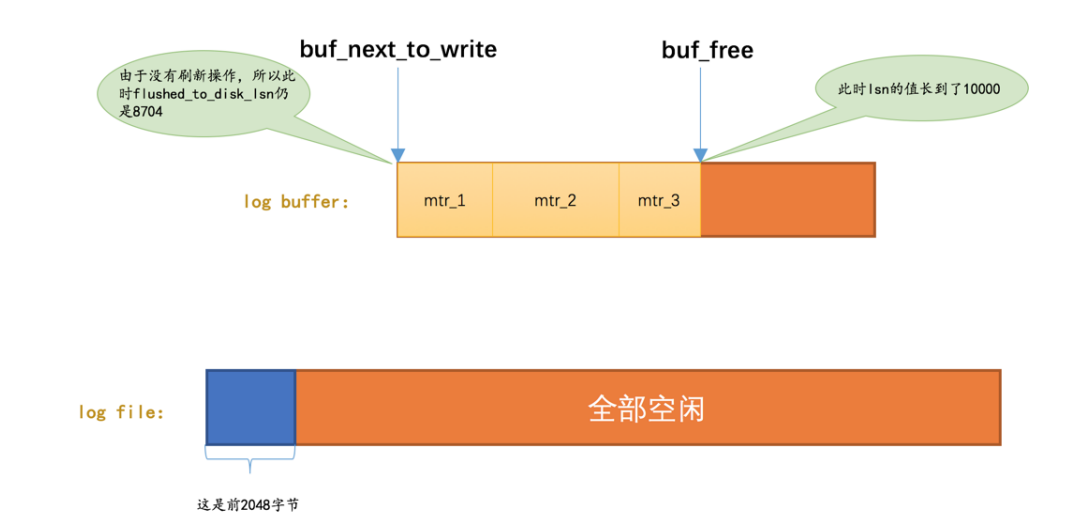 buf_next_to_write
buf_free
由于没有刷新操作，所以此
时flushed_to_disk_lsn仍
是8704
此时lsn的值长到了10000
log buffer:
mtr_1
mtr_2
mtr_3
log file:
全部空闲
这是前2048字节